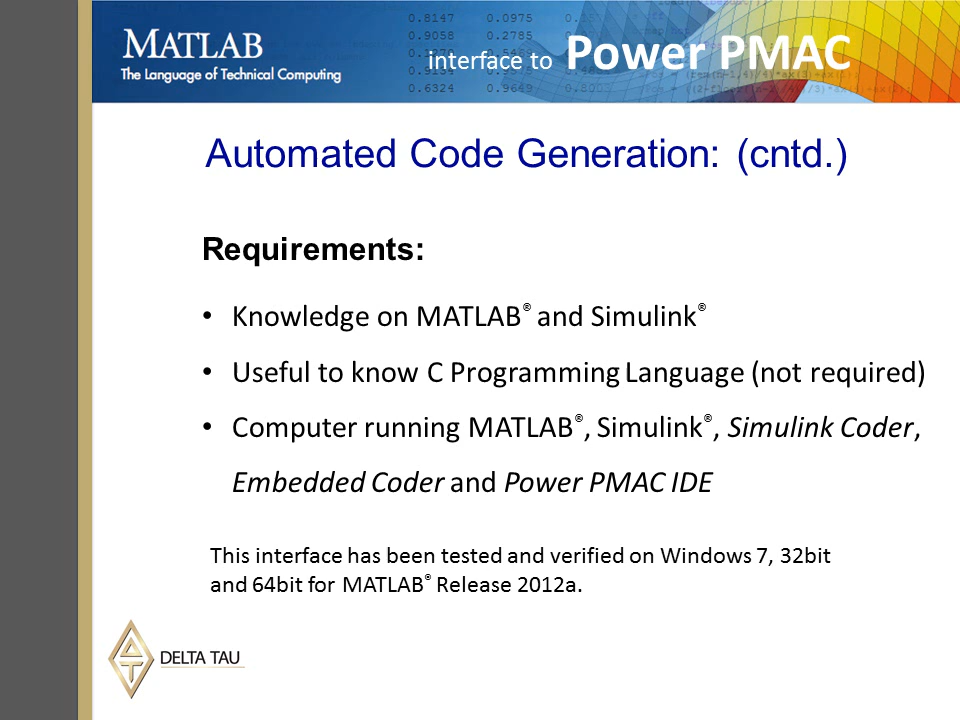 MATLAB
The Language of Technical Computing
interface to Power PMAC
0.8147 0.0975
0.9058 0.2785
0.6324 0.9649 0.8003
Automated Code Generation: (cntd.)
Requirements:
• Knowledge on MATLAB® and Simulink®
• Useful to know C Programming Language (not required)
• Computer running MATLAB®, Simulink®, Simulink Coder,
Embedded Coder and Power PMAC IDE
This interface has been tested and verified on Windows 7, 32bit
and 64bit for MATLAB® Release 2012a.
DELTA TAU